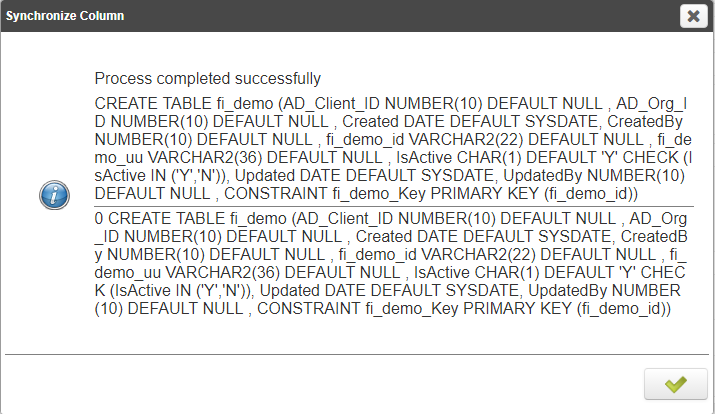 Synchronize Column
Process completed successfully
CREATE TABLE fi_demo (AD_Client_ID NUMBER(10) DEFAULT NULL , AD_Org_I
D NUMBER(10) DEFAULT NULL , Created DATE DEFAULT SYSDATE, CreatedBy
NUMBER(10) DEFAULT NULL , fi_demo_id VARCHAR2(22) DEFAULT NULL , fi_de
mo_uu VARCHAR2(36) DEFAULT NULL , IsActive CHAR(1) DEFAULT 'Y' CHECK (I
sActive IN ('Y','N')), Updated DATE DEFAULT SYSDATE, UpdatedBy NUMBER(10)
DEFAULT NULL , CONSTRAINT fi_demo_Key PRIMARY KEY (fi_demo_id))
0 CREATE TABLE fi_demo (AD_Client_ID NUMBER(10) DEFAULT NULL , AD_Org
_ID NUMBER(10) DEFAULT NULL , Created DATE DEFAULT SYSDATE, CreatedB
y NUMBER(10) DEFAULT NULL , fi_demo_id VARCHAR2(22) DEFAULT NULL , fi_
demo_uu VARCHAR2(36) DEFAULT NULL , IsActive CHAR(1) DEFAULT 'Y' CHEC
K (IsActive IN ('Y','N')), Updated DATE DEFAULT SYSDATE, UpdatedBy NUMBER
(10) DEFAULT NULL , CONSTRAINT fi_demo_Key PRIMARY KEY (fi_demo_id))